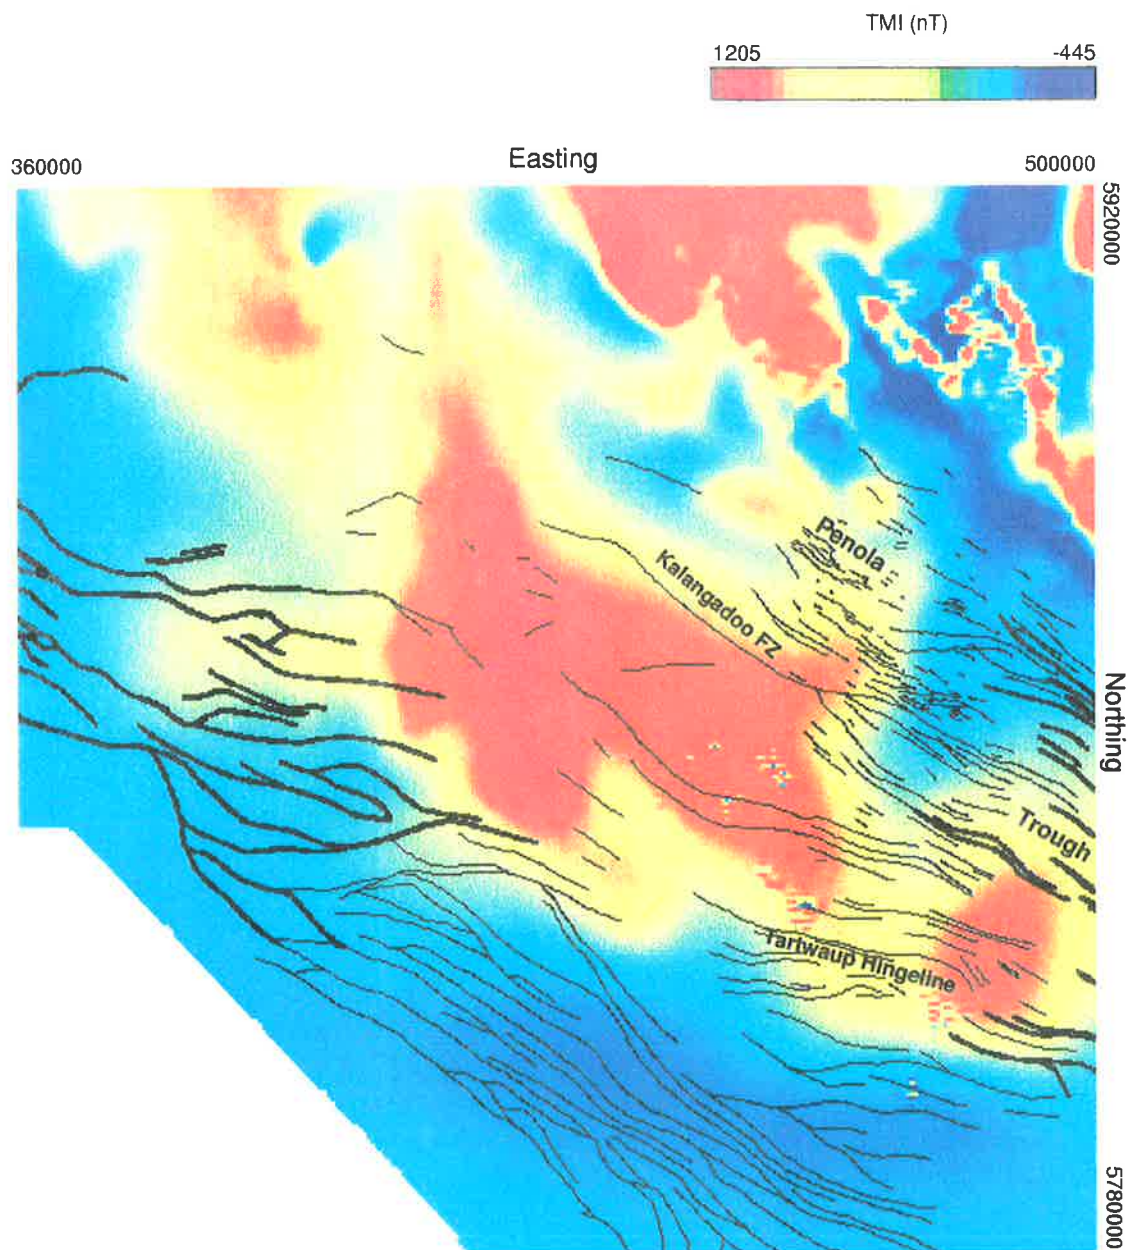 TMI (nT)
1205 -445
Easting
360000 500000
5920000
Penola
Kalangadoo FZ
Northing
Trough
Tartwaup Hingeline
5780000